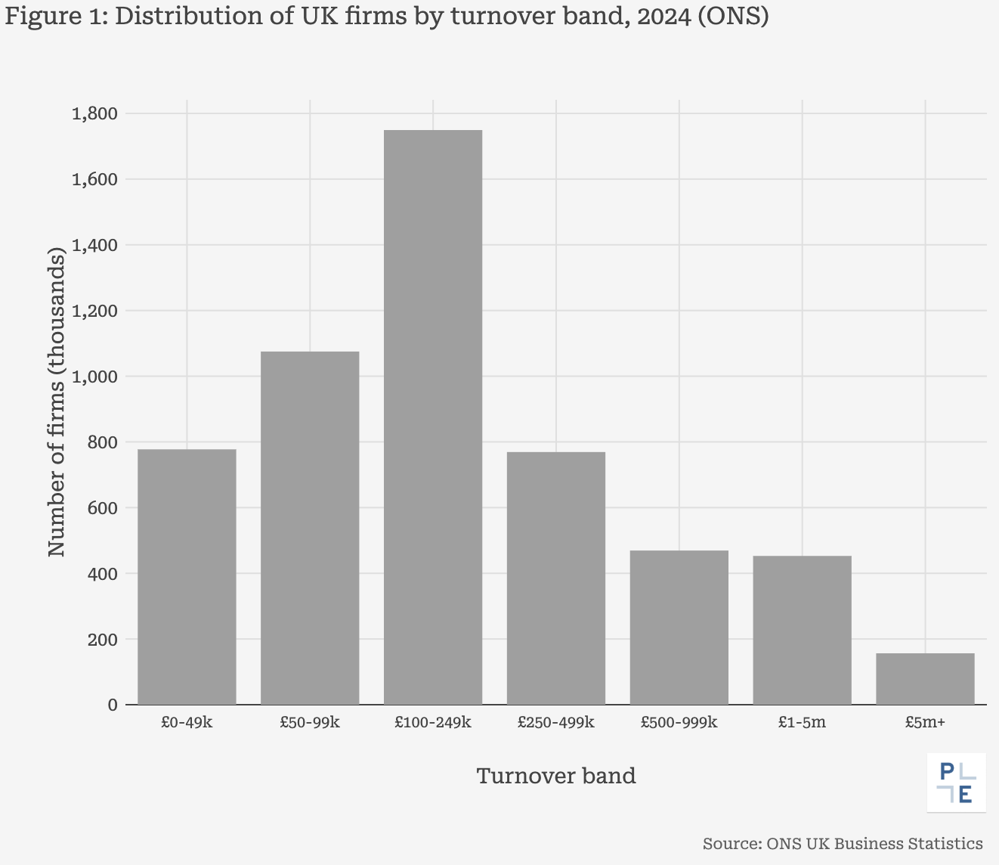 Figure 1: Distribution of UK firms by turnover band, 2024 (ONS)
Number of firms (thousands)
1,800
1,600
1,400
1,200
1,000
800
600
400
200
0
£0-49k £50-99k £100-249k £250-499k £500-999k £1-5m £5m+
Turnover band
P
E
Source: ONS UK Business Statistics